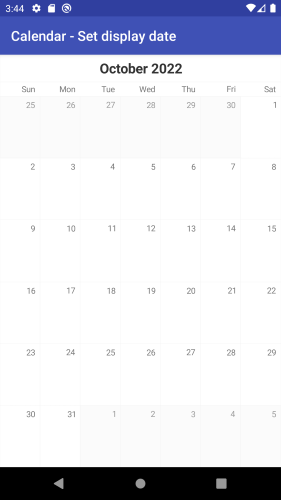 3:44
Calendar - Set display date
October 2022
Sun Mon Tue Wed Thu Fri Sat
25 26 27 28 29 30 1
2 3 4 5 6 7 8
9 10 11 12 13 14 15
16 17 18 19 20 21 22
23 24 25 26 27 28 29
30 31 1 2 3 4 5